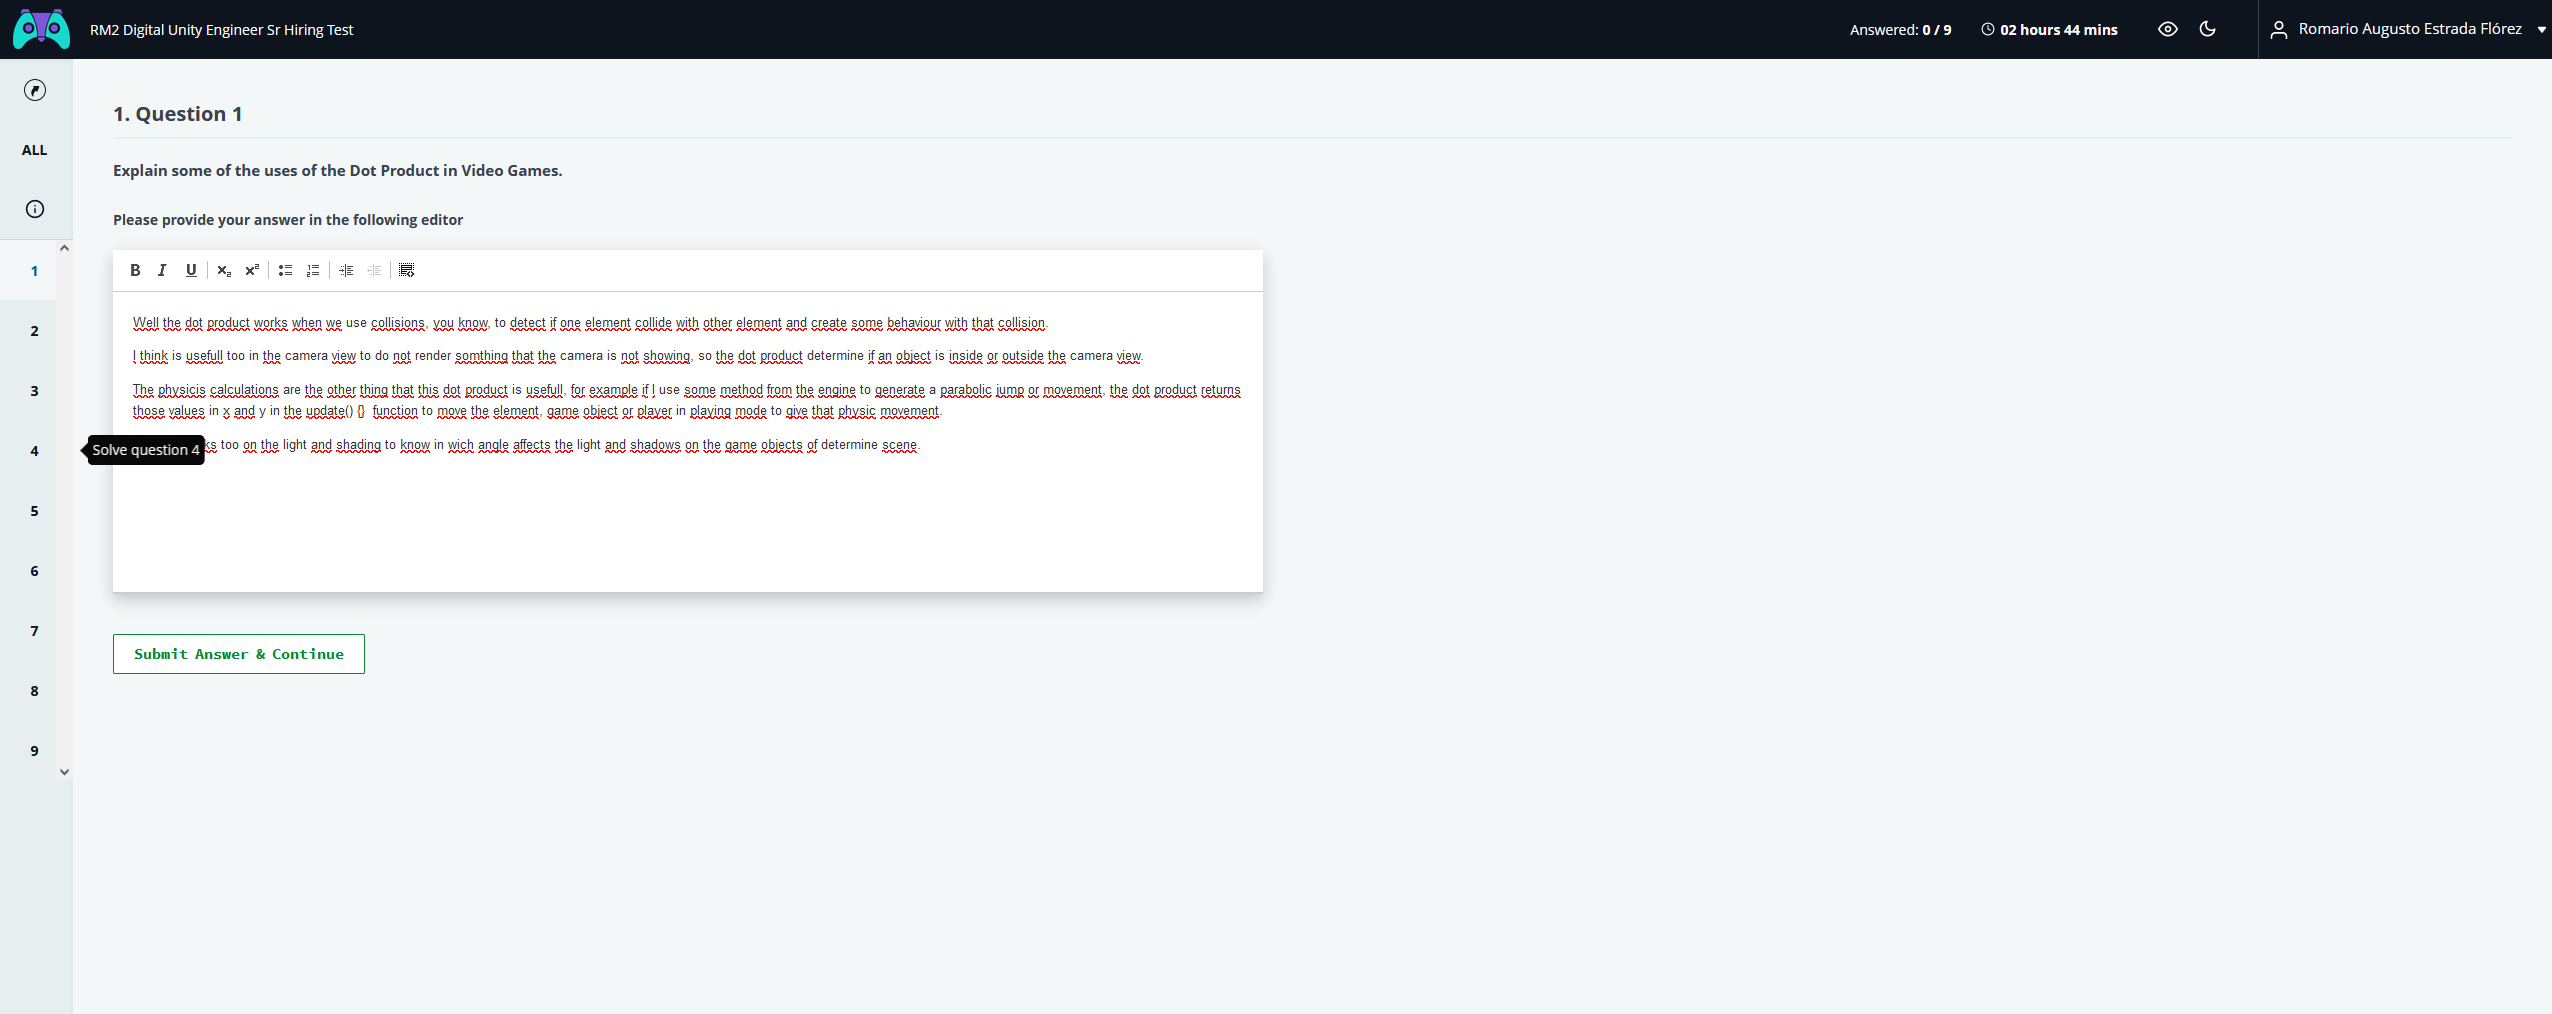 RM2 Digital Unity Engineer Sr Hiring Test
Answered: 0 / 9
02 hours 44 mins
Romario Augusto Estrada Flórez
ALL
1
2
3
4
5
6
7
8
9
Solve question 4
1. Question 1
Explain some of the uses of the Dot Product in Video Games.
Please provide your answer in the following editor
B I U x₂ x²
Well the dot product works when we use collisions, you know, to detect if one element collide with other element and create some behaviour with that collision.
I think is usefull too in the camera view to do not render somthing that the camera is not showing, so the dot product determine if an object is inside or outside the camera view.
The physicis calculations are the other thing that this dot product is usefull, for example if I use some method from the engine to generate a parabolic jump or movement, the dot product returns
those values in x and y in the update() {} function to move the element, game object or player in playing mode to give that physic movement.
too on the light and shading to know in wich angle affects the light and shadows on the game objects of determine scene.
Submit Answer & Continue